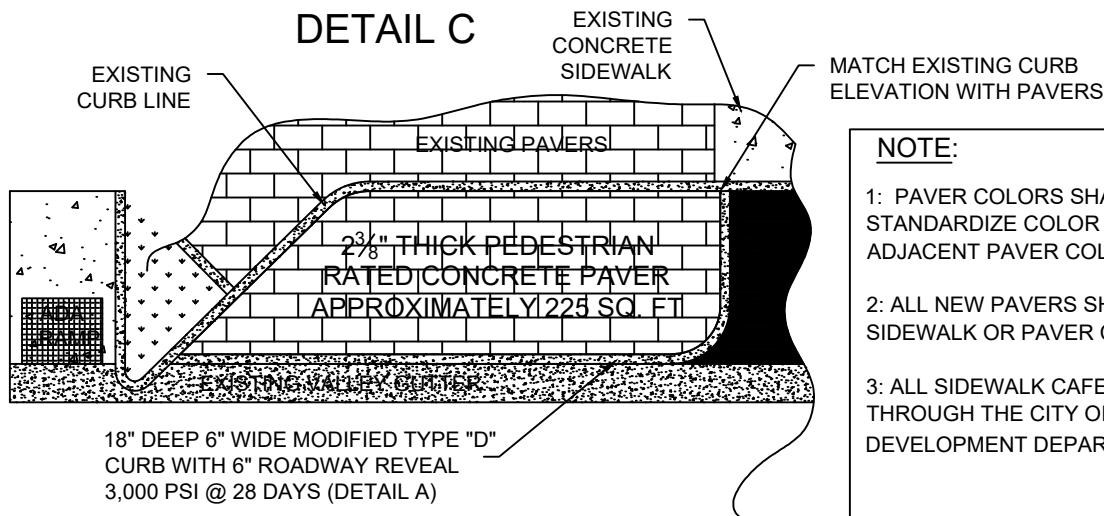 DETAIL C
EXISTING
CONCRETE
SIDEWALK
EXISTING
CURB LINE
MATCH EXISTING CURB
ELEVATION WITH PAVERS
EXISTING PAVERS
2⅜" THICK PEDESTRIAN
RATED CONCRETE PAVER
APPROXIMATELY 225 SQ. FT
ADA
RAMP
EXISTING VALLEY GUTTER
18" DEEP 6" WIDE MODIFIED TYPE "D"
CURB WITH 6" ROADWAY REVEAL
3,000 PSI @ 28 DAYS (DETAIL A)
NOTE:
1: PAVER COLORS SHA
STANDARDIZE COLOR
ADJACENT PAVER COL
2: ALL NEW PAVERS SH
SIDEWALK OR PAVER
3: ALL SIDEWALK CAFE
THROUGH THE CITY O
DEVELOPMENT DEPAR